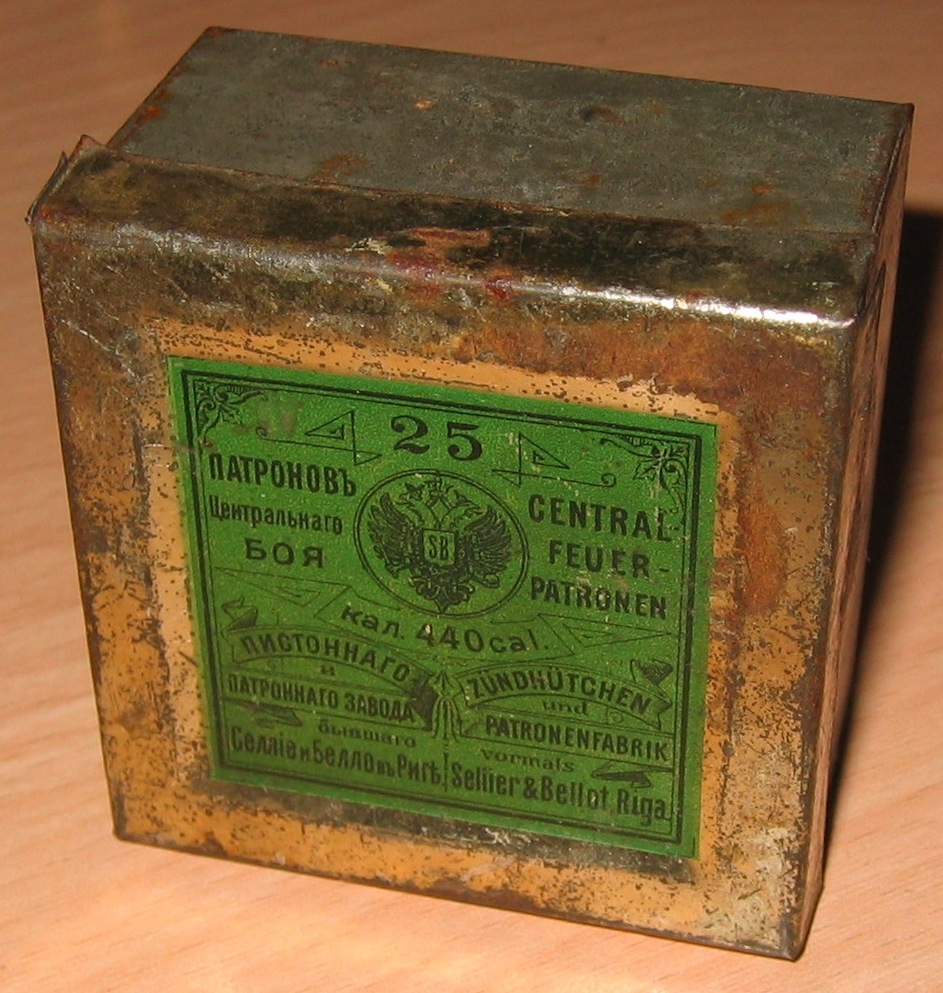 25
ПАТРОНОВЪ
Центральнаго
БОЯ
SB
CENTRAL-
FEUER-
PATRONEN
кал. 440 cal.
ПИСТОННАГО
и
ПАТРОННАГО ЗАВОДА
бывшаго
Селліе и Белло въ Ригѣ
ZÜNDHÜTCHEN
und
PATRONENFABRIK
vormals
Sellier & Bellot Riga.